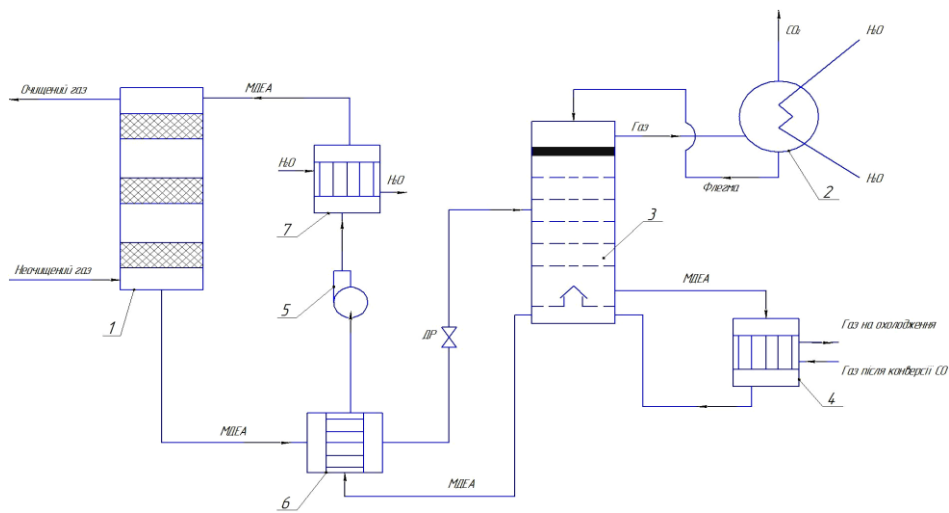 CO₂
H₂O
Очищений газ
МДЕА
Газ
H₂O
H₂O
Флегма
H₂O
2
7
3
Неочищений газ
МДЕА
5
1
ДР
Газ на охолодження
Газ після конверсії СО
4
МДЕА
МДЕА
6